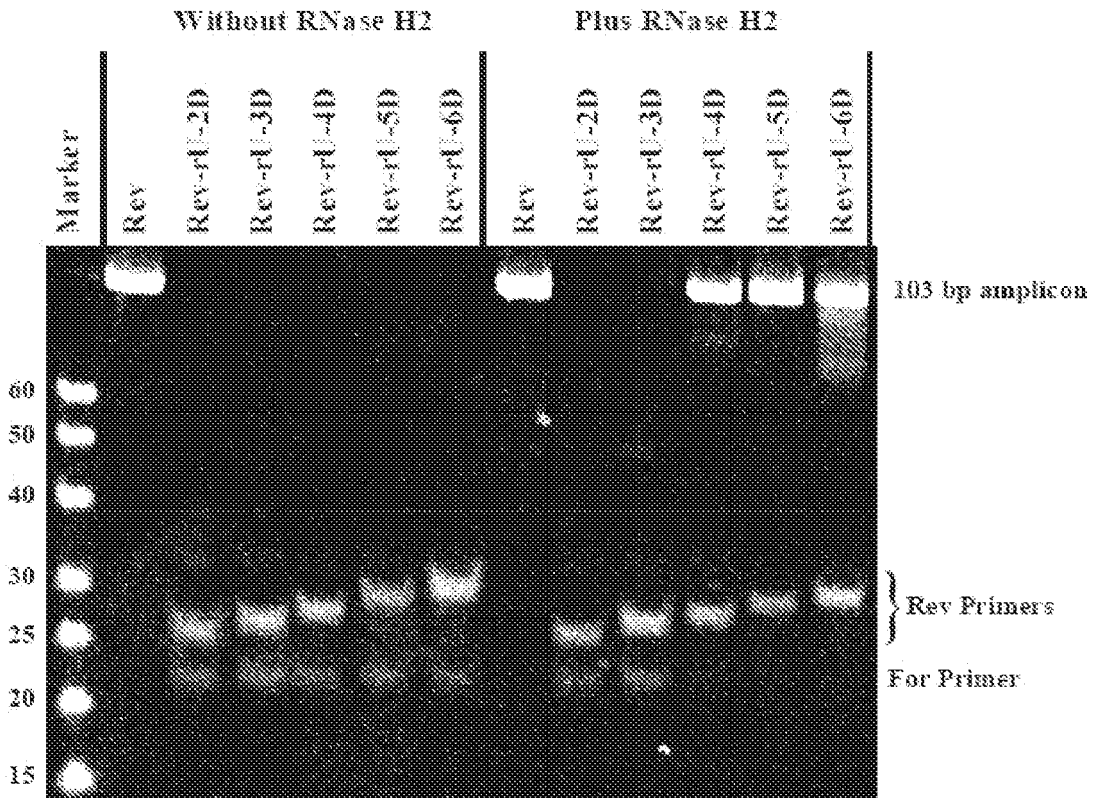 Without RNase H2
Plus RNase H2
Marker
Rev
Rev-rU-2D
Rev-rU-3D
Rev-rU-4D
Rev-rU-5D
Rev-rU-6D
Rev
Rev-rU-2D
Rev-rU-3D
Rev-rU-4D
Rev-rU-5D
Rev-rU-6D
103 bp amplicon
60
50
40
30
25
20
15
Rev Primers
For Primer